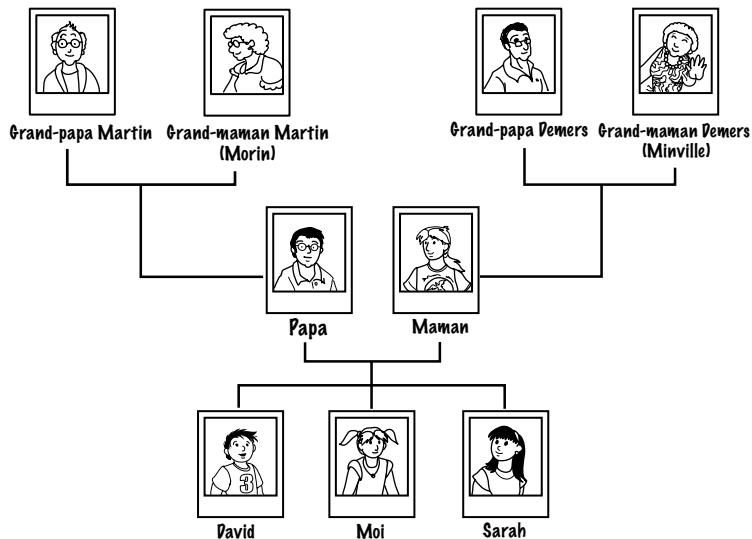 Grand-papa Martin
Grand-maman Martin
(Morin)
Grand-papa Demers
Grand-maman Demers
(Minville)
Papa
Maman
3
David
Moi
Sarah